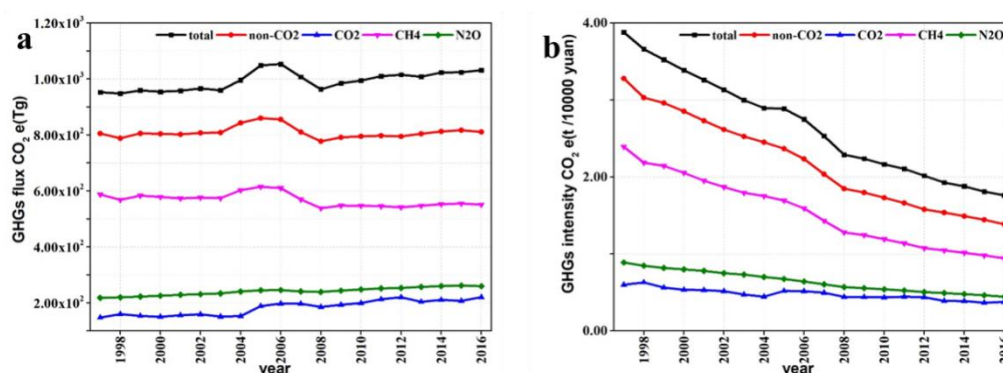 a
1.20x10³
1.00x10³
8.00x10²
6.00x10²
4.00x10²
2.00x10²
GHGs flux CO₂ e(Tg)
total non-CO2 CO2 CH4 N2O
1998 2000 2002 2004 2006 2008 2010 2012 2014 2016
year
b
4.00
2.00
0.00
GHGs intensity CO₂ e(t /10000 yuan)
total non-CO2 CO2 CH4 N2O
1998 2000 2002 2004 2006 2008 2010 2012 2014 2016
year